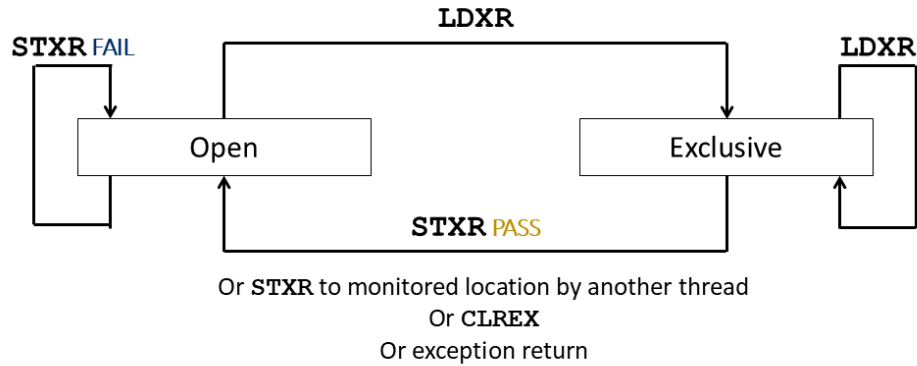 LDXR
STXR FAIL
LDXR
Open
Exclusive
STXR PASS
Or STXR to monitored location by another thread
Or CLREX
Or exception return